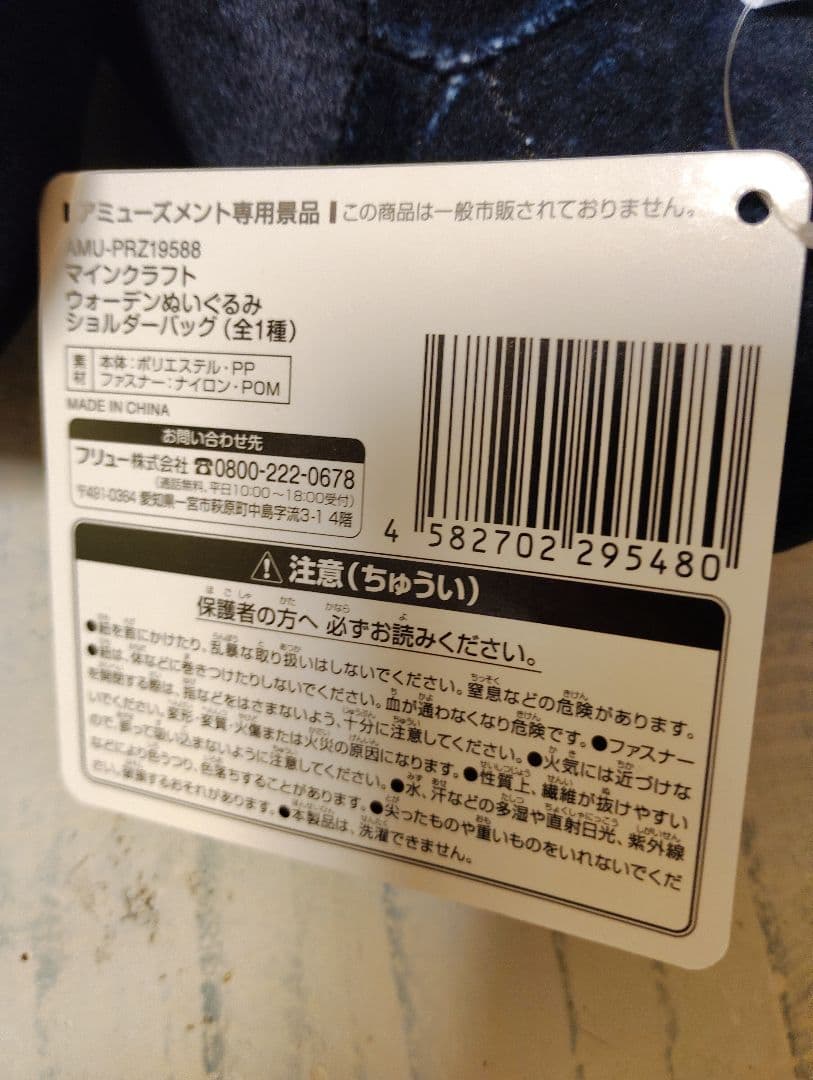 アミューズメント専用景品 この商品は一般市販されておりません。
AMU-PRZ19588
マインクラフト
ウォーデンぬいぐるみ
ショルダーバッグ(全1種)
素材 本体:ポリエステル・PP
ファスナー:ナイロン・POM
MADE IN CHINA
お問い合わせ先
フリュー株式会社 ☎0800-222-0678
(通話無料、平日10:00～18:00受付)
〒491-0364 愛知県一宮市萩原町中島字流3-1 4階
4 582702 295480
⚠注意(ちゅうい)
保護者の方へ 必ずお読みください。
●紐を首にかけたり、乱暴な取り扱いはしないでください。窒息などの危険があります。
●紐は、体などに巻きつけたりしないでください。血が通わなくなり危険です。●ファスナー
を開閉する際は、指などをはさまないよう、十分に注意してください。●火気には近づけな
いでください。変形・変質・火傷または火災の原因になります。●性質上、繊維が抜けやすい
ので、誤って吸い込まないように注意してください。●水、汗などの多湿や直射日光、紫外線
などにより色うつり、色落ちすることがあります。●尖ったものや重いものをいれないでくだ
さい。破損するおそれがあります。●本製品は、洗濯できません。